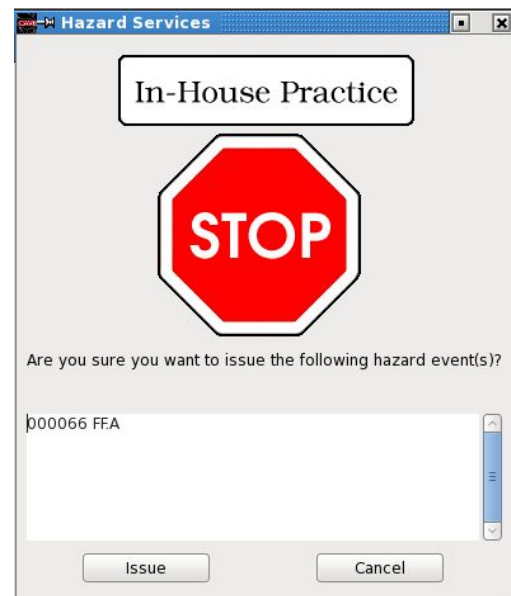 Hazard Services
In-House Practice
STOP
Are you sure you want to issue the following hazard event(s)?
000066 FF.A
Issue
Cancel